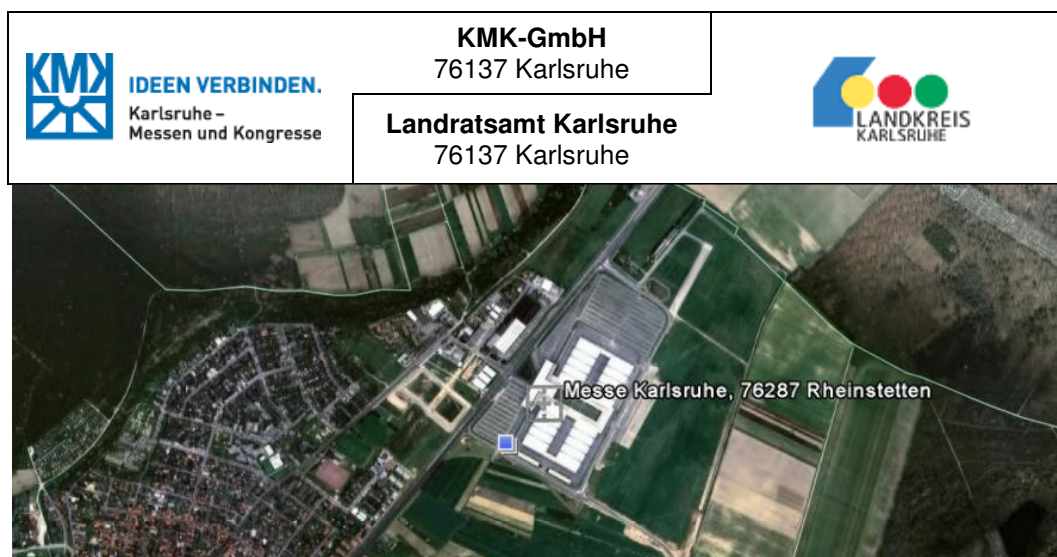 KMK
IDEEN VERBINDEN.
Karlsruhe –
Messen und Kongresse
KMK-GmbH
76137 Karlsruhe
Landratsamt Karlsruhe
76137 Karlsruhe
LANDKREIS
KARLSRUHE
Messe Karlsruhe, 76287 Rheinstetten